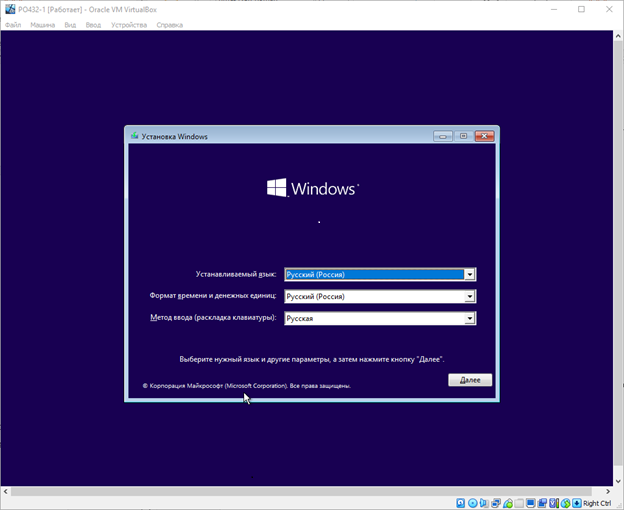 PO432-1 [Работает] - Oracle VM VirtualBox
Файл Машина Вид Ввод Устройства Справка
Установка Windows
Windows
Устанавливаемый язык: Русский (Россия)
Формат времени и денежных единиц: Русский (Россия)
Метод ввода (раскладка клавиатуры): Русская
Выберите нужный язык и другие параметры, а затем нажмите кнопку "Далее".
Далее
© Корпорация Майкрософт (Microsoft Corporation). Все права защищены.
Right Ctrl